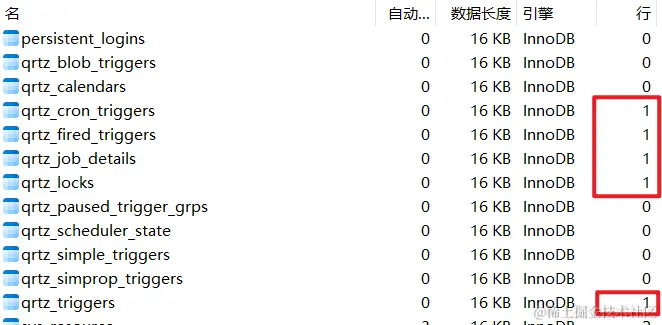 名 自动... 数据长度 引擎 行
persistent_logins 0 16 KB InnoDB 0
qrtz_blob_triggers 0 16 KB InnoDB 0
qrtz_calendars 0 16 KB InnoDB 0
qrtz_cron_triggers 0 16 KB InnoDB 1
qrtz_fired_triggers 0 16 KB InnoDB 1
qrtz_job_details 0 16 KB InnoDB 1
qrtz_locks 0 16 KB InnoDB 1
qrtz_paused_trigger_grps 0 16 KB InnoDB 0
qrtz_scheduler_state 0 16 KB InnoDB 0
qrtz_simple_triggers 0 16 KB InnoDB 0
qrtz_simprop_triggers 0 16 KB InnoDB 0
qrtz_triggers 0 16 KB InnoDB 1
@稀土掘金技术社区